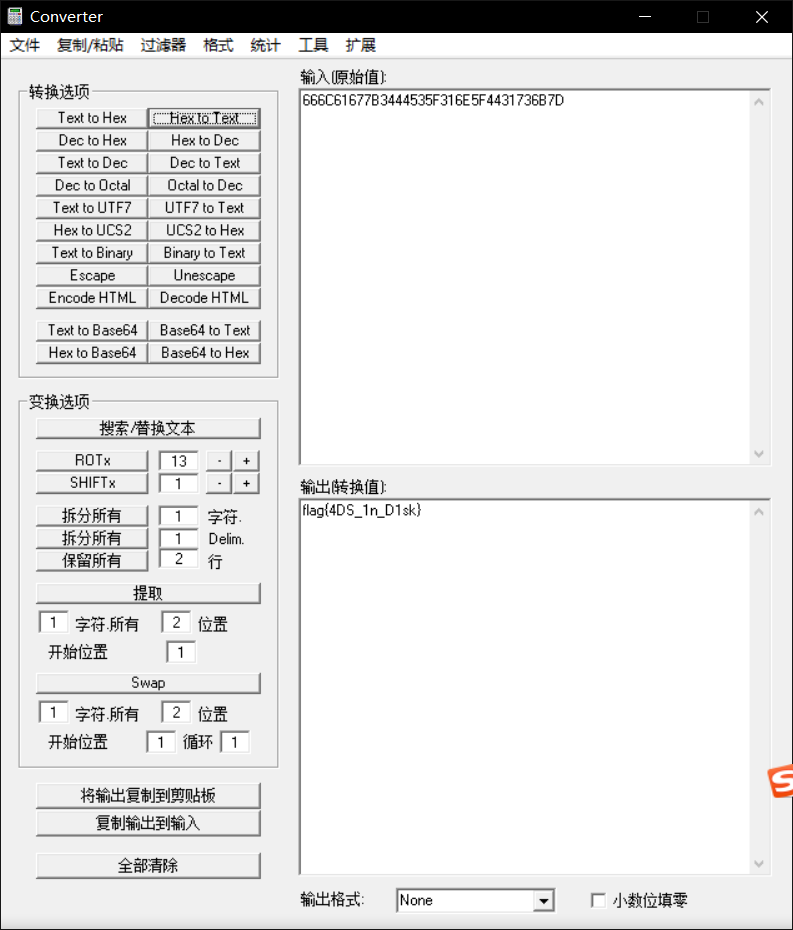 Converter
文件 复制/粘贴 过滤器 格式 统计 工具 扩展
转换选项
Text to Hex Hex to Text
Dec to Hex Hex to Dec
Text to Dec Dec to Text
Dec to Octal Octal to Dec
Text to UTF7 UTF7 to Text
Hex to UCS2 UCS2 to Hex
Text to Binary Binary to Text
Escape Unescape
Encode HTML Decode HTML
Text to Base64 Base64 to Text
Hex to Base64 Base64 to Hex
变换选项
搜索/替换文本
ROTx 13 - +
SHIFTx 1 - +
拆分所有 1 字符.
拆分所有 1 Delim.
保留所有 2 行
提取
1 字符.所有 2 位置
开始位置 1
Swap
1 字符.所有 2 位置
开始位置 1 循环 1
将输出复制到剪贴板
复制输出到输入
全部清除
输入(原始值):
666C61677B3444535F316E5F4431736B7D
输出(转换值):
flag{4DS_1n_D1sk}
输出格式: None 小数位填零